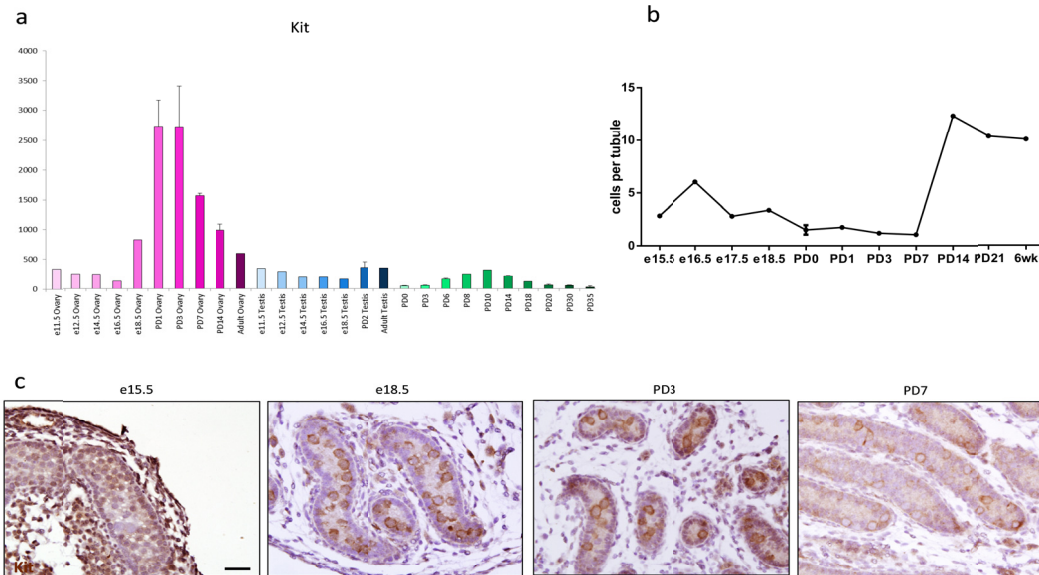 a
Kit
4000
3500
3000
2500
2000
1500
1000
500
0
e11.5 Ovary
e12.5 Ovary
e14.5 Ovary
e16.5 Ovary
e18.5 Ovary
PD1 Ovary
PD3 Ovary
PD7 Ovary
PD14 Ovary
Adult Ovary
e11.5 Testis
e12.5 Testis
e14.5 Testis
e16.5 Testis
e18.5 Testis
PD2 Testis
Adult Testis
PD0
PD3
PD6
PD8
PD10
PD14
PD18
PD20
PD30
PD35
b
cells per tubule
15
10
5
0
e15.5 e16.5 e17.5 e18.5 PD0 PD1 PD3 PD7 PD14 PD21 6wk
c
e15.5 e18.5 PD3 PD7
Kit